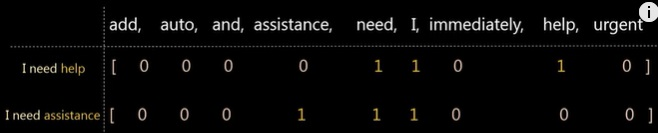 add, auto, and, assistance, need, I, immediately, help, urgent
I need help [ 0 0 0 0 1 1 0 1 0 ]
I need assistance [ 0 0 0 1 1 1 0 0 0 ]